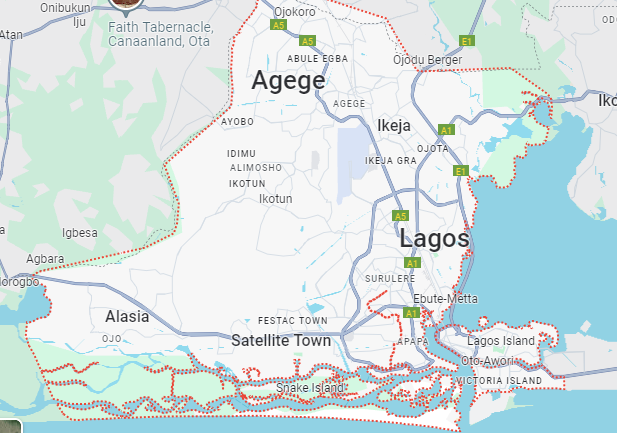 Onibukun
Iju
Ojokoro
Atan
Faith Tabernacle,
Canaanland, Ota
A5
A5
E1
ABULE EGBA
Ojodu Berger
Agege
AGEGE
AYOBO
Ikeja
A1
IDIMU
ALIMOSHO
IKEJA GRA
OJOTA
IKOTUN
E1
Ikotun
A5
Igbesa
Lagos
Agbara
A1
SURULERE
Ebute-Metta
A1
Alasia
FESTAC TOWN
OJO
Satellite Town
APAPA
Lagos Island
Oto-Awori
Snake Island
VICTORIA ISLAND